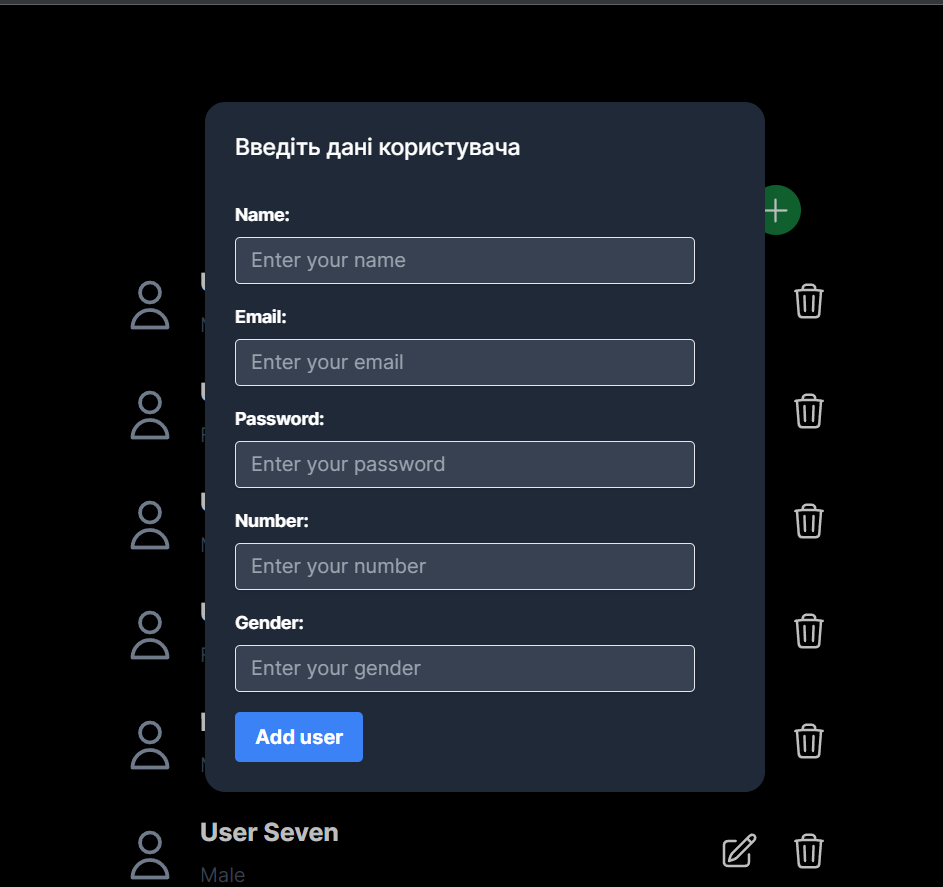 Введіть дані користувача
Name:
Enter your name
Email:
Enter your email
Password:
Enter your password
Number:
Enter your number
Gender:
Enter your gender
Add user
User Seven
Male